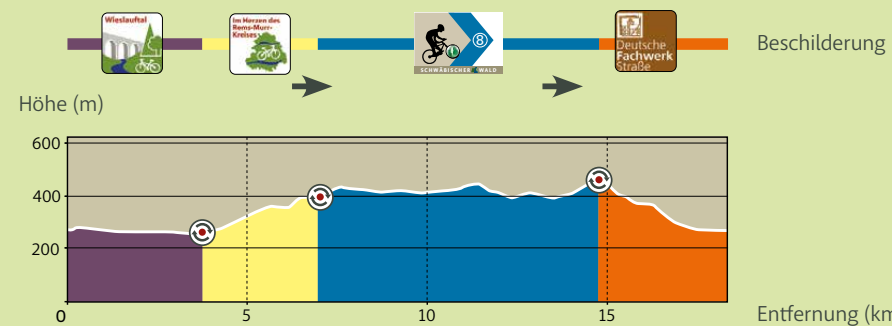 Wieslauftal
Im Herzen des
Rems-Murr-
Kreises
8
SCHWÄBISCHER WALD
Deutsche
Fachwerk
Straße
Beschilderung
Höhe (m)
600
400
200
0
5
10
15
Entfernung (km